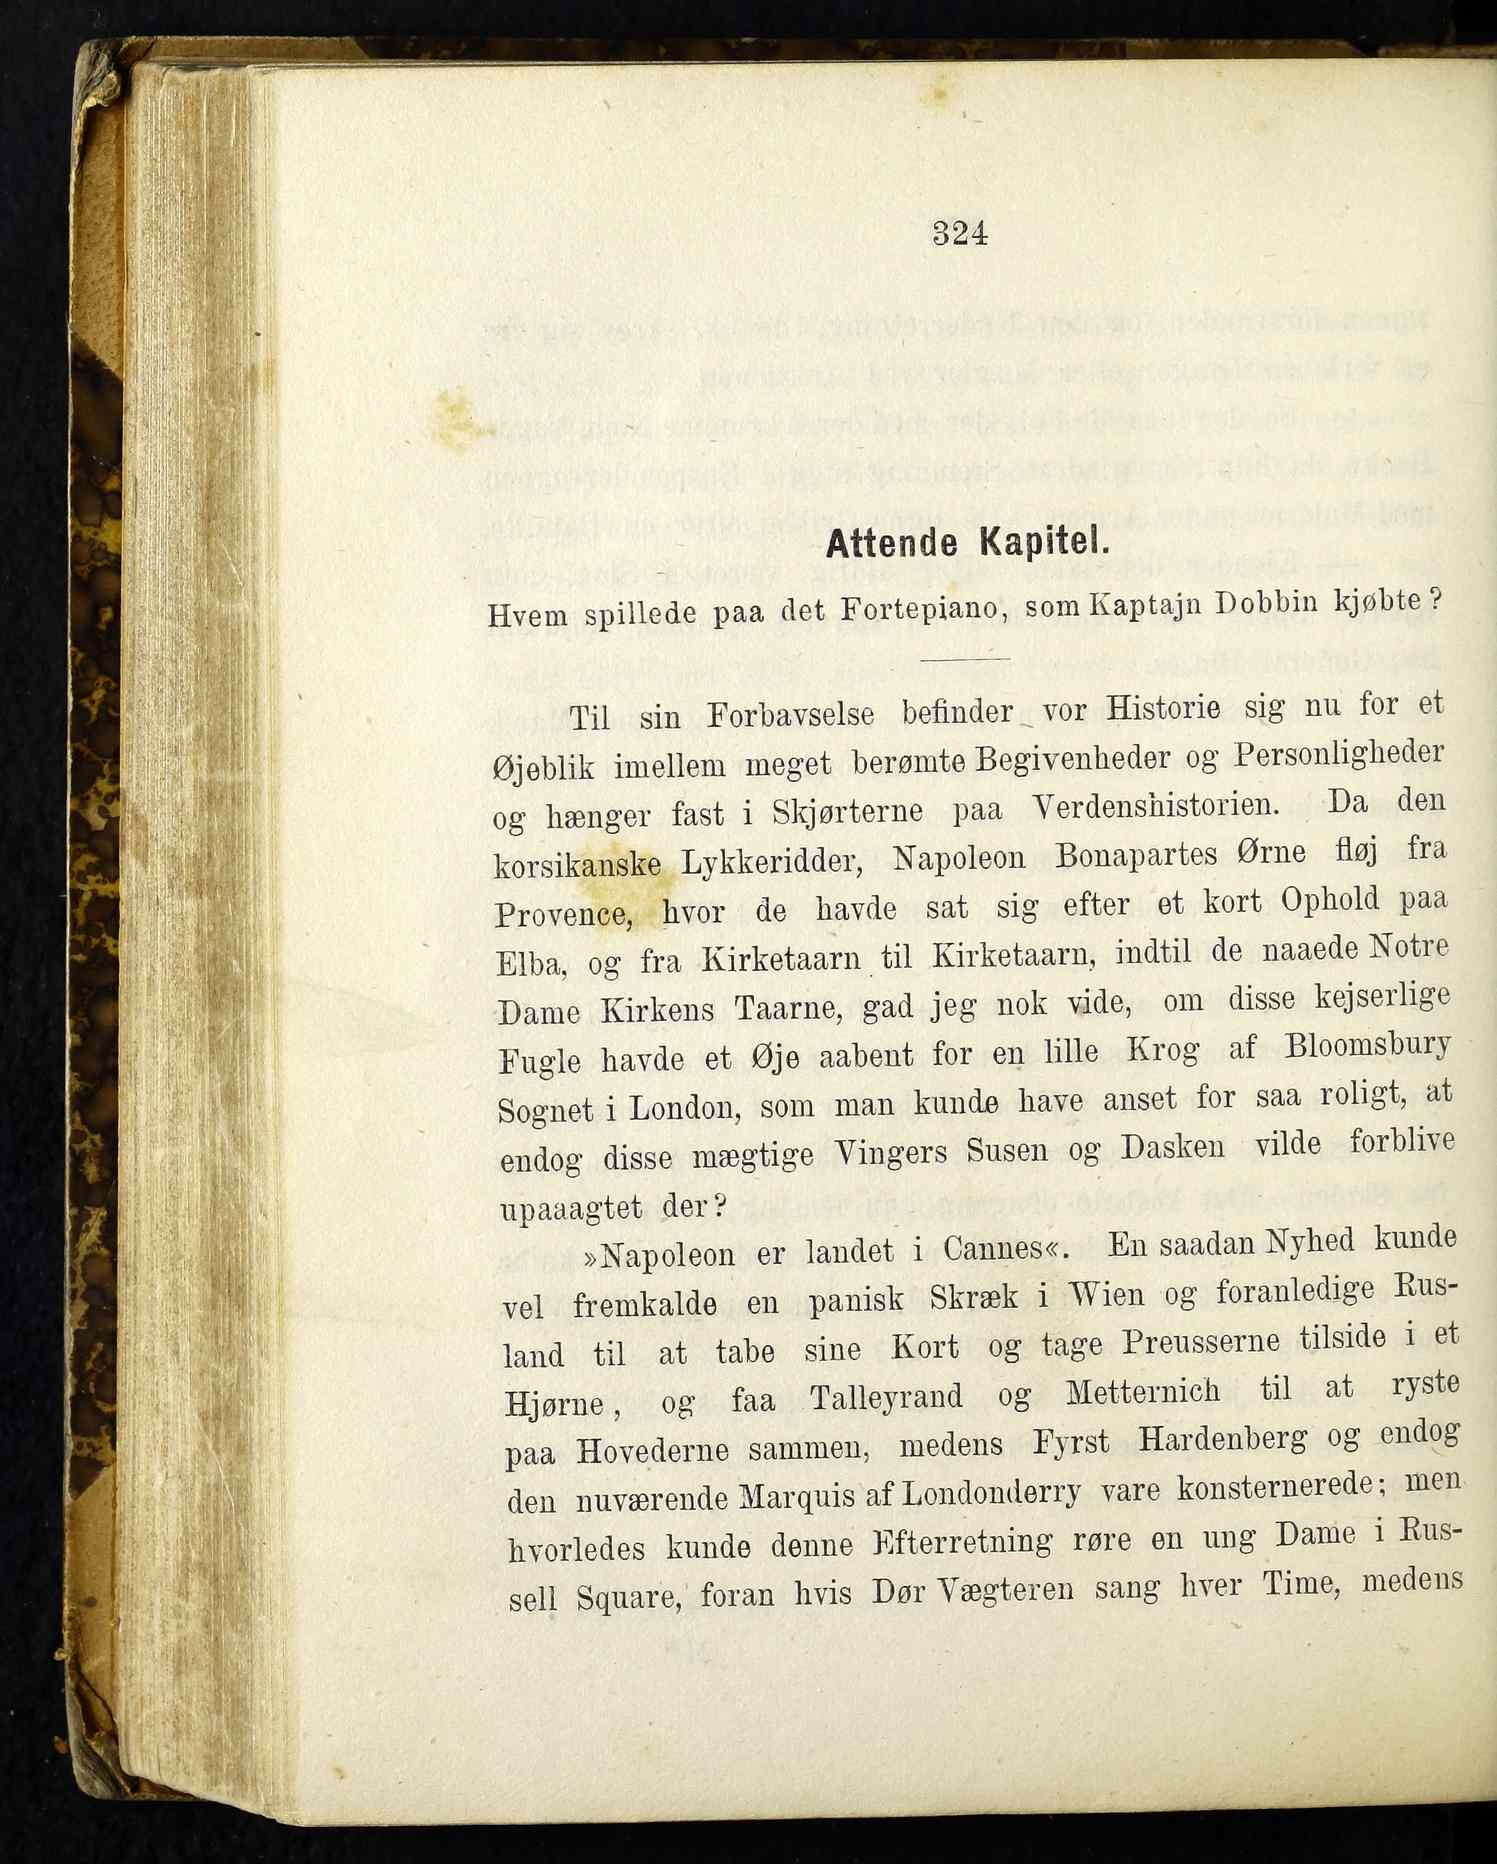 324
Attende Kapitel.
Hvem spillede paa det Fortepiano, som Kaptajn Dobbin kjøbte?
Til sin Forbavselse befinder vor Historie sig nu for et
Øjeblik imellem meget berømte Begivenheder og Personligheder
og hænger fast i Skjørterne paa Verdenshistorien. Da den
korsikanske Lykkeridder, Napoleon Bonapartes Ørne fløj fra
Provence, hvor de havde sat sig efter et kort Ophold paa
Elba, og fra Kirketaarn til Kirketaarn, indtil de naaede Notre
Dame Kirkens Taarne, gad jeg nok vide, om disse kejserlige
Fugle havde et Øje aabent for en lille Krog af Bloomsbury
Sognet i London, som man kunde have anset for saa roligt, at
endog disse mægtige Vingers Susen og Dasken vilde forblive
upaaagtet der?
»Napoleon er landet i Cannes«. En saadan Nyhed kunde
vel fremkalde en panisk Skræk i Wien og foranledige Rus-
land til at tabe sine Kort og tage Preusserne tilside i et
Hjørne, og faa Talleyrand og Metternich til at ryste
paa Hovederne sammen, medens Fyrst Hardenberg og endog
den nuværende Marquis af Londonderry vare konsternerede; men
hvorledes kunde denne Efterretning røre en ung Dame i Rus-
sell Square, foran hvis Dør Vægteren sang hver Time, medens